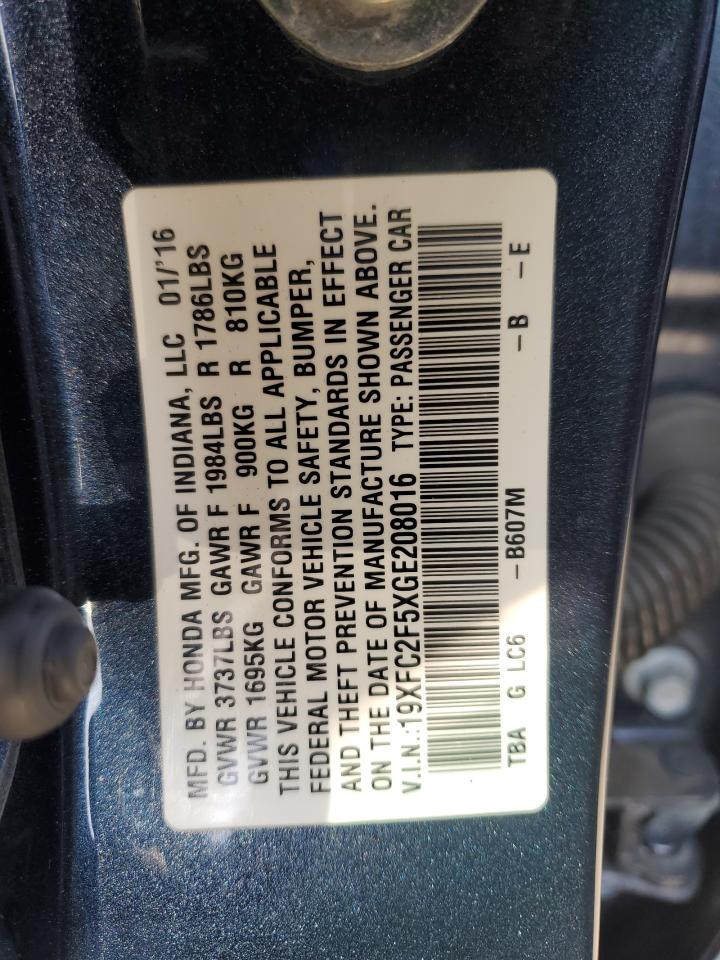 MFD. BY HONDA MFG. OF INDIANA, LLC 01/'16
GVWR 3737LBS GAWR F 1984LBS R 1786LBS
GVWR 1695KG GAWR F 900KG R 810KG
THIS VEHICLE CONFORMS TO ALL APPLICABLE
FEDERAL MOTOR VEHICLE SAFETY, BUMPER,
AND THEFT PREVENTION STANDARDS IN EFFECT
ON THE DATE OF MANUFACTURE SHOWN ABOVE.
V.I.N.:19XFC2F5XGE208016 TYPE: PASSENGER CAR
TBA G LC6 –B607M –B –E